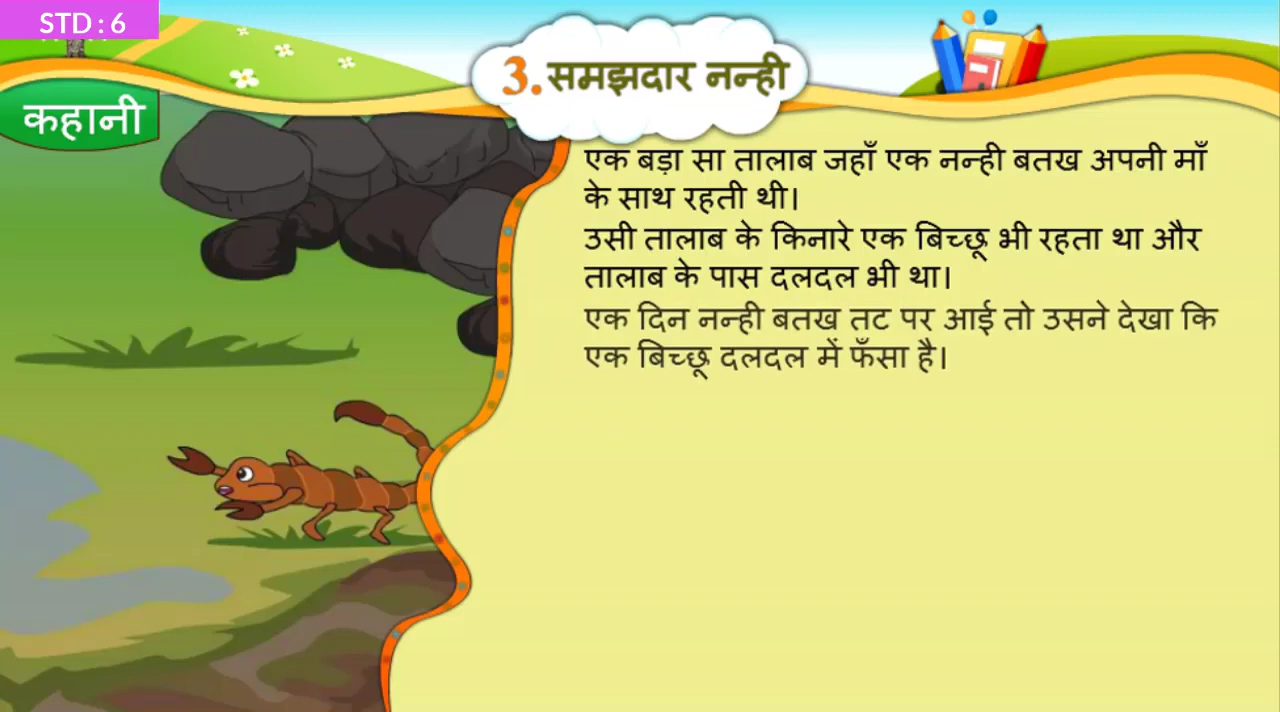 STD : 6
3. समझदार नन्ही
कहानी
एक बड़ा सा तालाब जहाँ एक नन्ही बतख अपनी माँ
के साथ रहती थी।
उसी तालाब के किनारे एक बिच्छू भी रहता था और
तालाब के पास दलदल भी था।
एक दिन नन्ही बतख तट पर आई तो उसने देखा कि
एक बिच्छू दलदल में फँसा है।